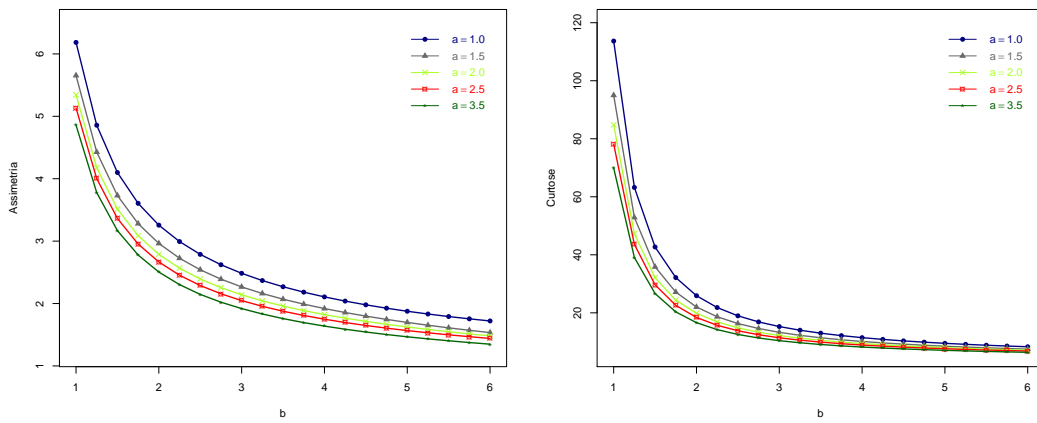 Assimetria
6
5
4
3
2
1
1 2 3 4 5 6
b
a = 1.0
a = 1.5
a = 2.0
a = 2.5
a = 3.5
Curtose
120
100
80
60
40
20
1 2 3 4 5 6
b
a = 1.0
a = 1.5
a = 2.0
a = 2.5
a = 3.5